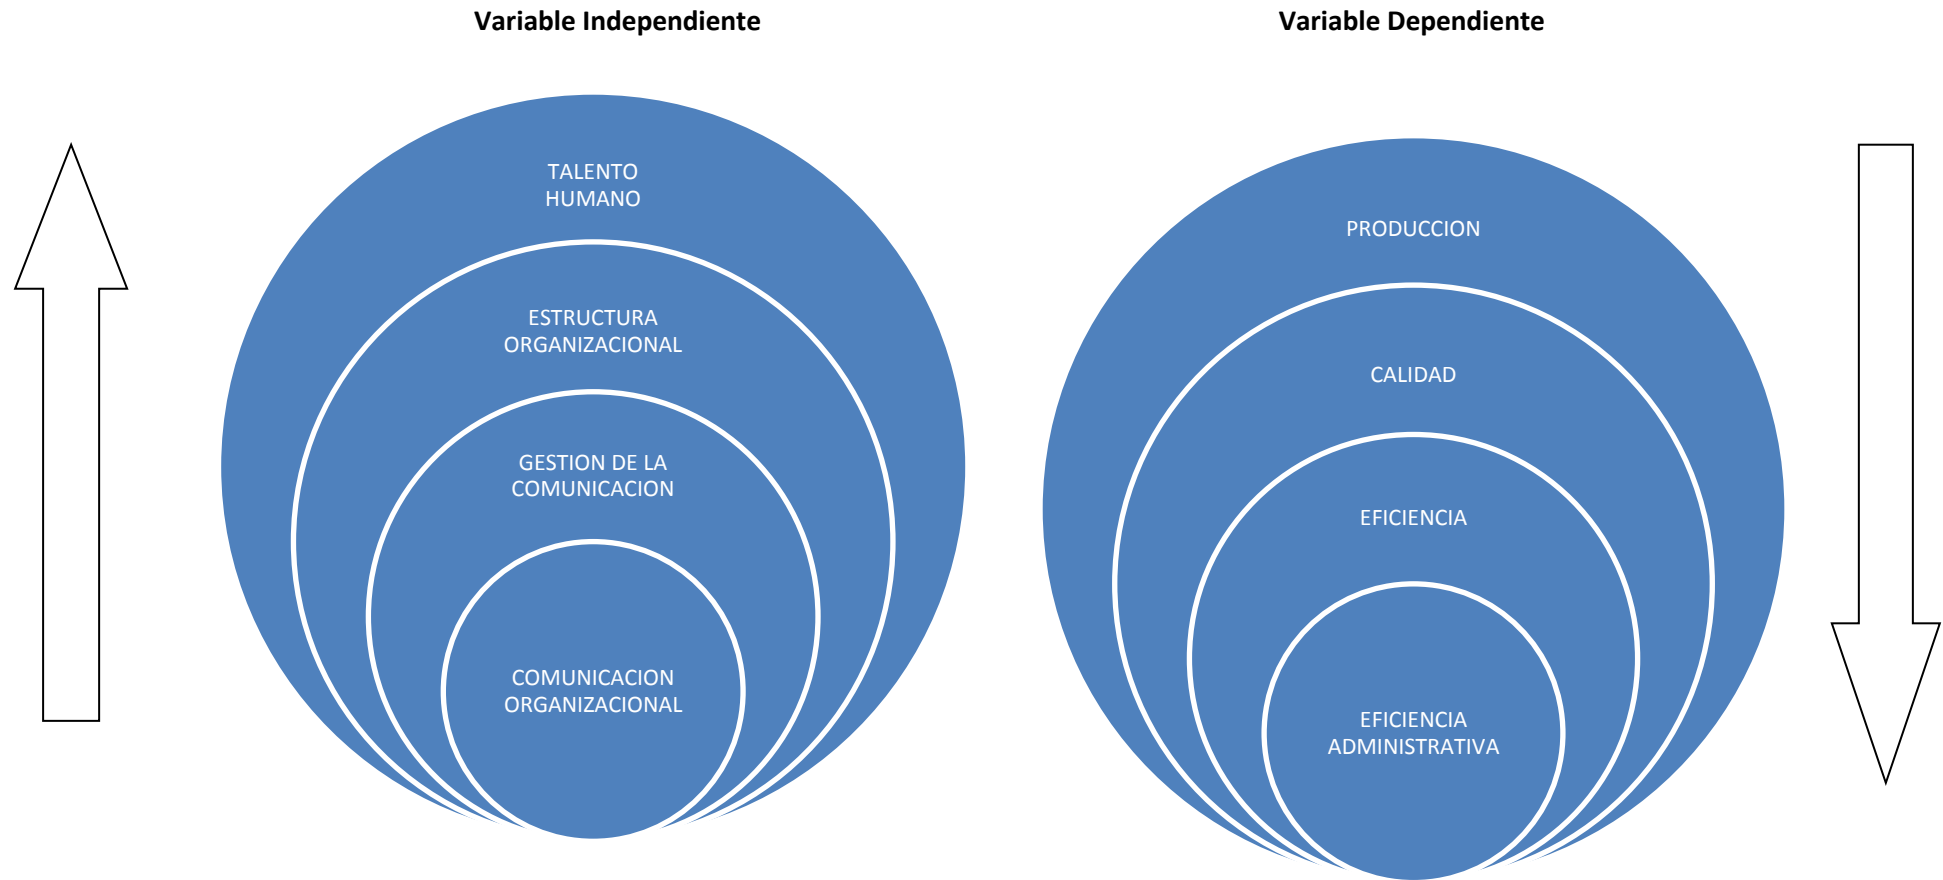 Variable Independiente
Variable Dependiente
TALENTO
HUMANO
ESTRUCTURA
ORGANIZACIONAL
GESTION DE LA
COMUNICACION
COMUNICACION
ORGANIZACIONAL
PRODUCCION
CALIDAD
EFICIENCIA
EFICIENCIA
ADMINISTRATIVA